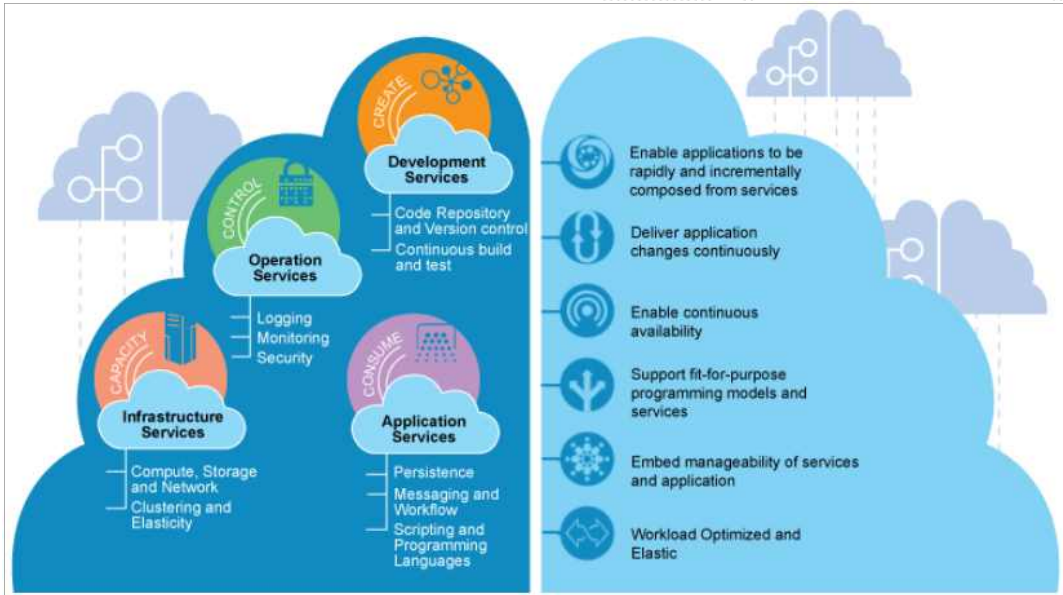 CREATE
Development
Services
Code Repository
and Version control
Continuous build
and test
CONTROL
Operation
Services
Logging
Monitoring
Security
CAPACITY
Infrastructure
Services
Compute, Storage
and Network
Clustering and
Elasticity
CONSUME
Application
Services
Persistence
Messaging and
Workflow
Scripting and
Programming
Languages
Enable applications to be
rapidly and incrementally
composed from services
Deliver application
changes continuously
Enable continuous
availability
Support fit-for-purpose
programming models and
services
Embed manageability of services
and application
Workload Optimized and
Elastic